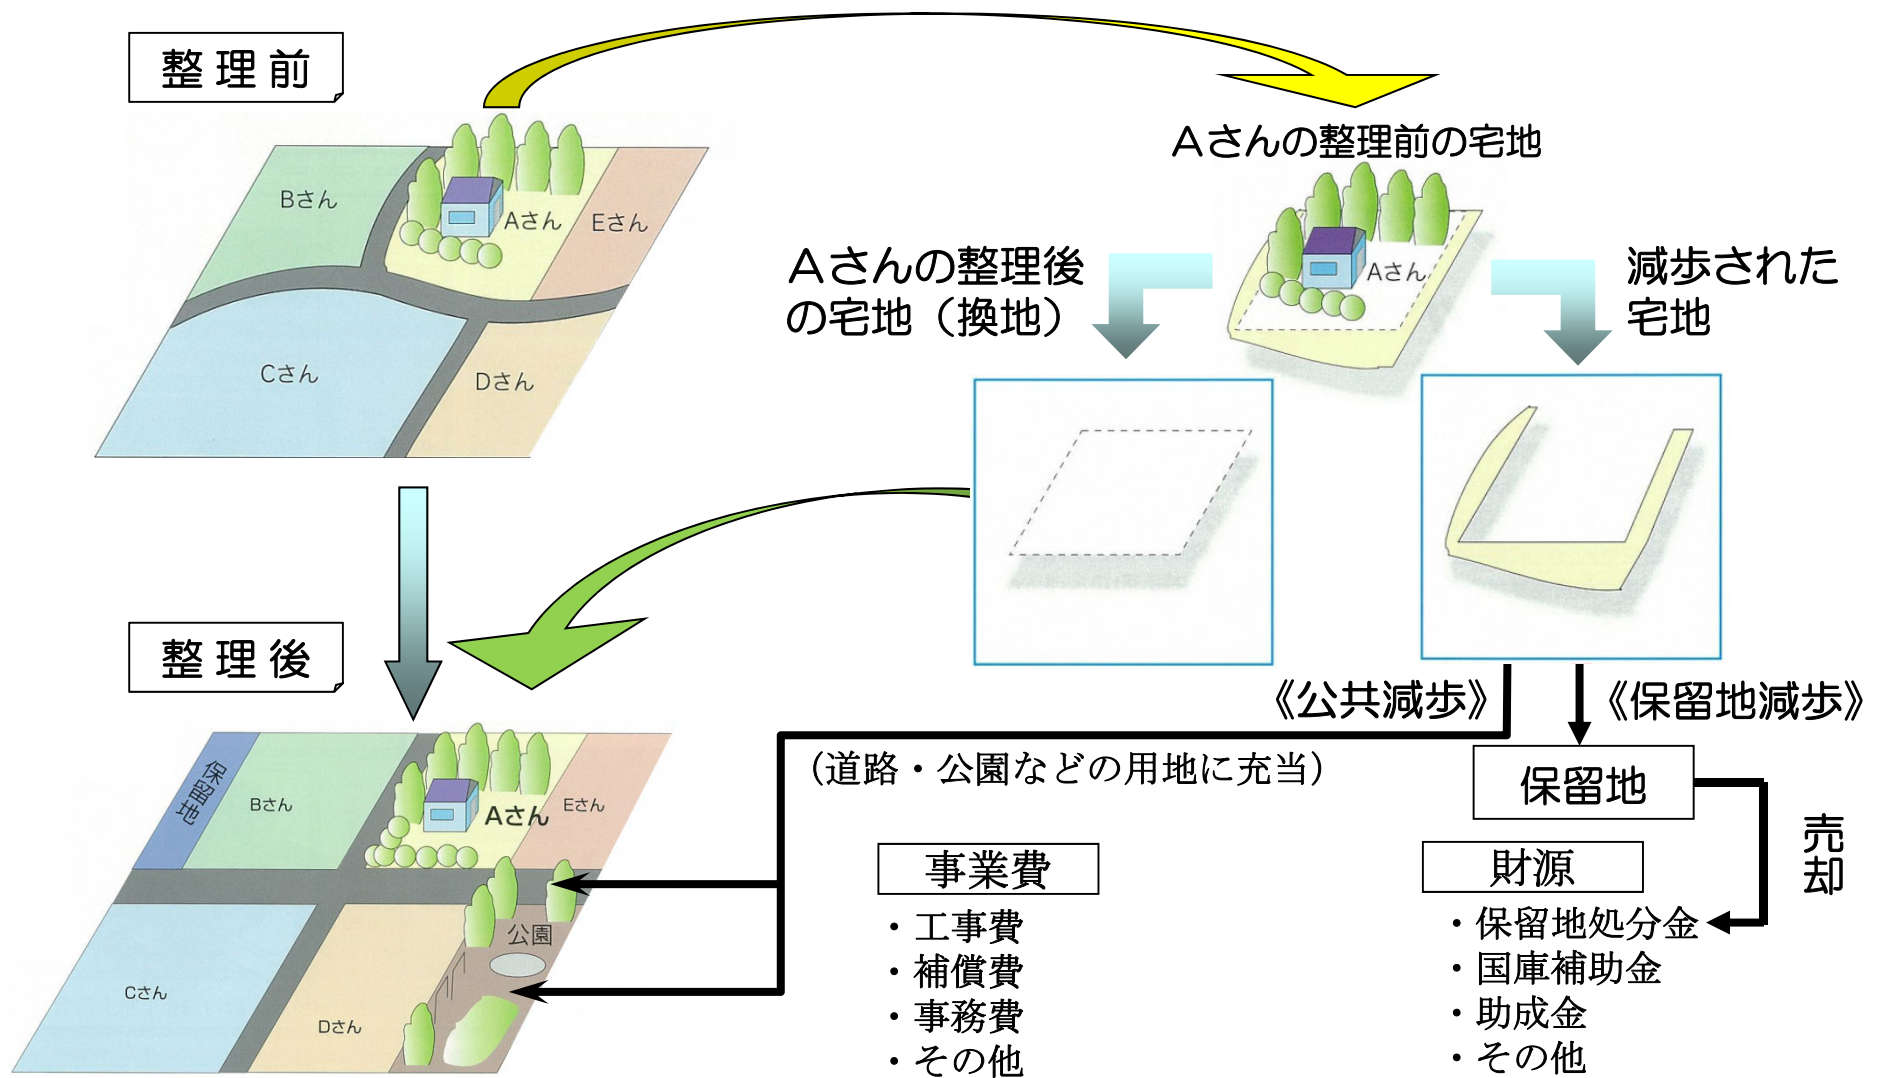 整理前
Bさん
Aさん
Eさん
Cさん
Dさん
Aさんの整理前の宅地
Aさん
Aさんの整理後
の宅地（換地）
減歩された
宅地
整理後
保留地
Bさん
Aさん
Eさん
Cさん
Dさん
公園
《公共減歩》
《保留地減歩》
（道路・公園などの用地に充当）
保留地
売却
事業費
・工事費
・補償費
・事務費
・その他
財源
・保留地処分金
・国庫補助金
・助成金
・その他